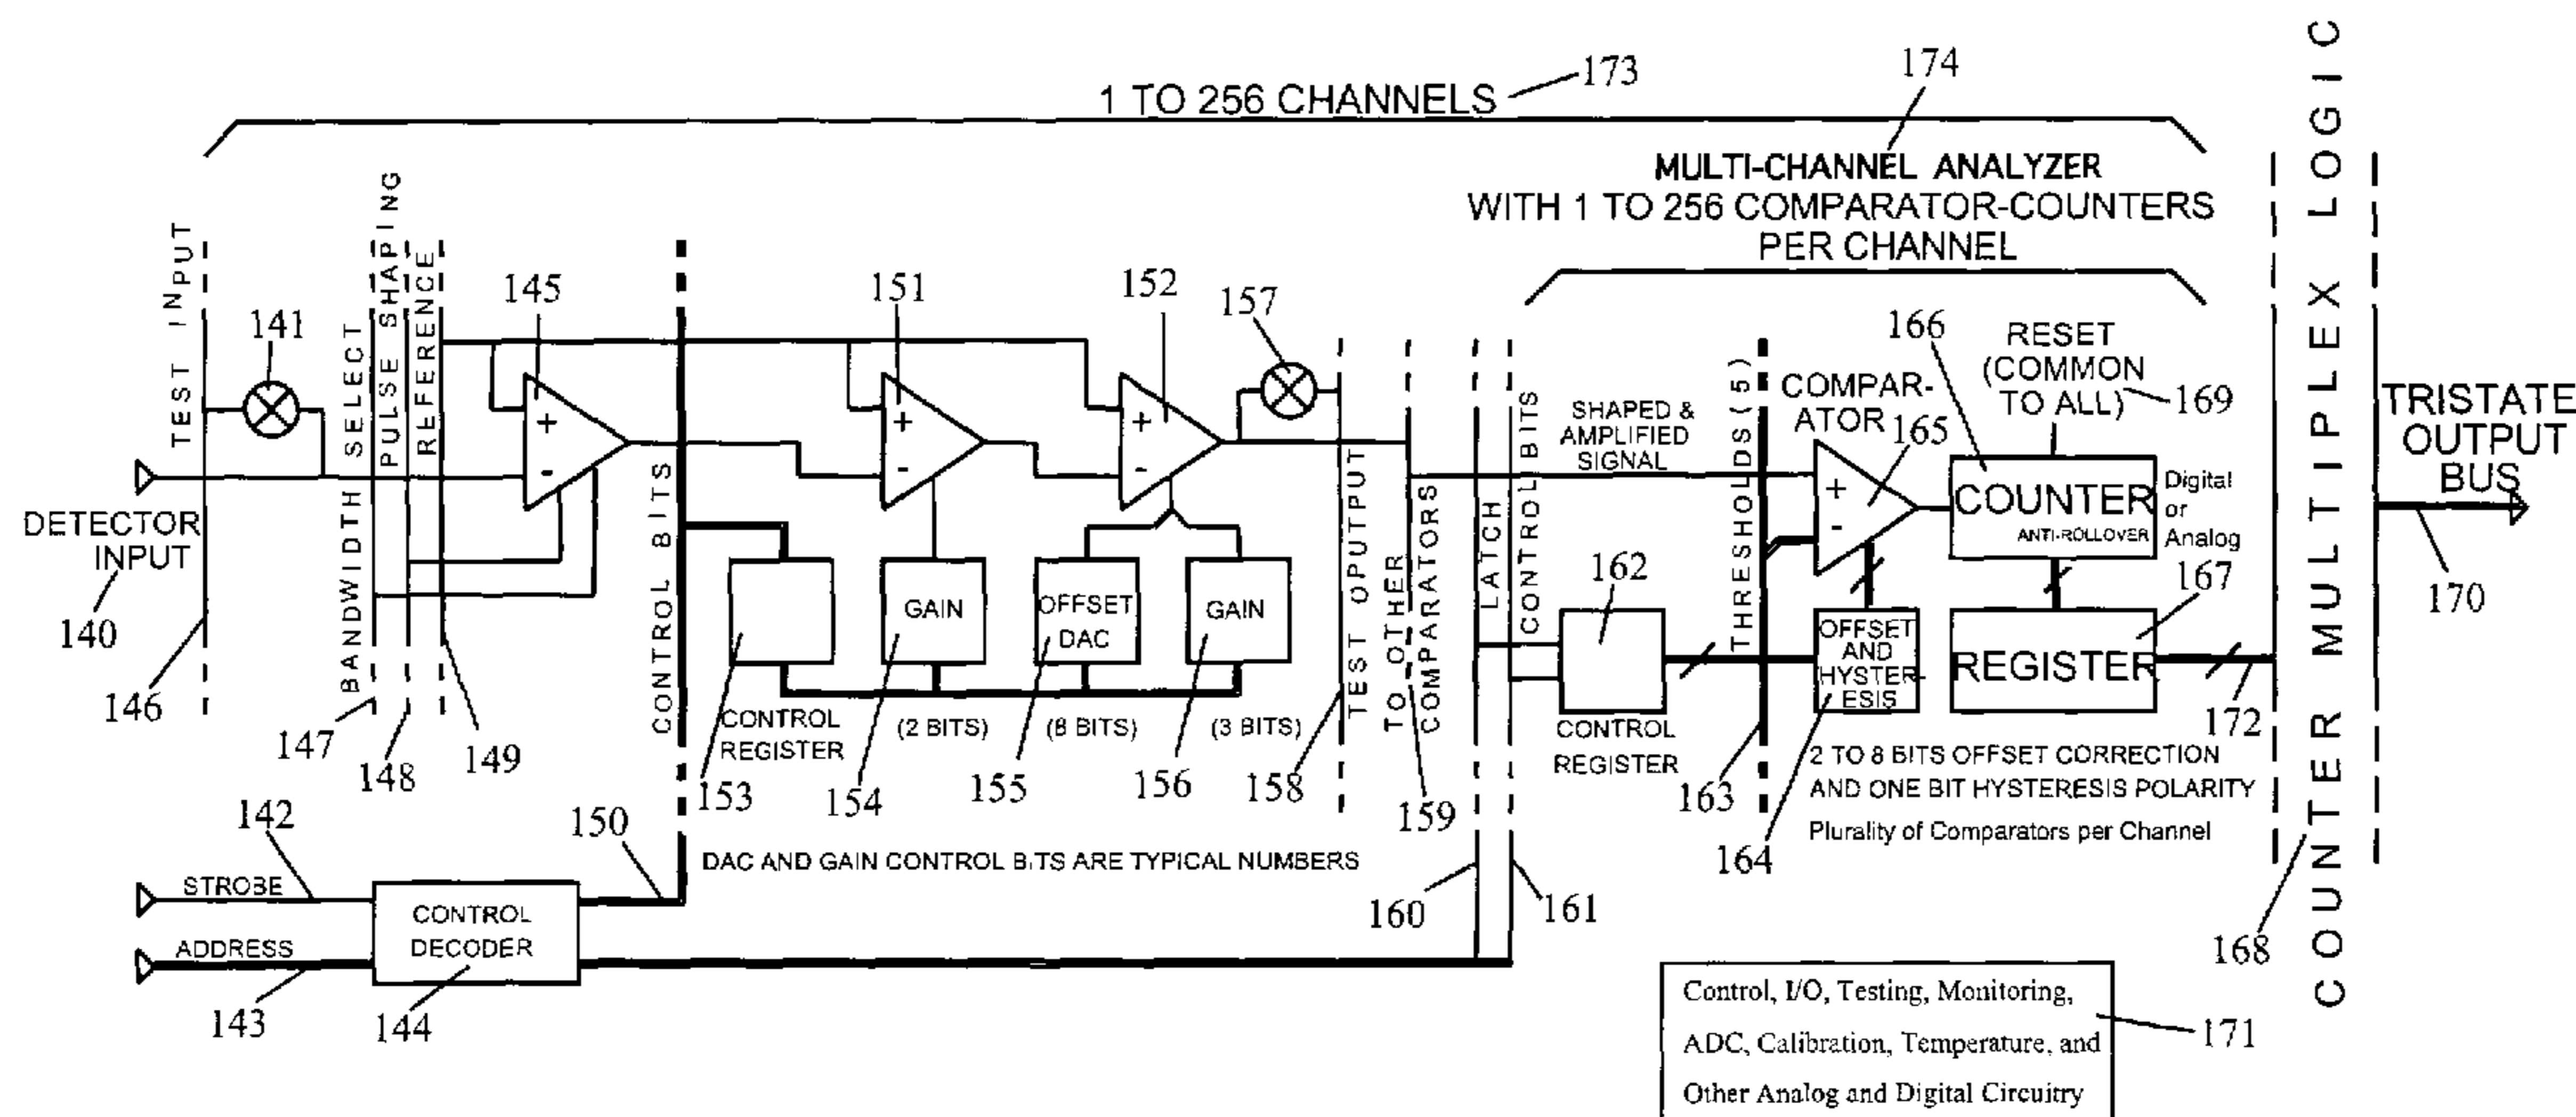 1 TO 256 CHANNELS
173
174
MULTI-CHANNEL ANALYZER
WITH 1 TO 256 COMPARATOR-COUNTERS
PER CHANNEL
TEST INPUT
141
BANDWIDTH SELECT
PULSE SHAPING
REFERENCE
145
+
-
DETECTOR
INPUT
140
146
147
148
149
CONTROL BITS
151
+
-
152
+
-
157
GAIN
OFFSET
DAC
GAIN
CONTROL
REGISTER
(2 BITS)
(8 BITS)
(3 BITS)
153
154
155
156
158
TEST OPUTPUT
TO OTHER
COMPARATORS
159
DAC AND GAIN CONTROL BITS ARE TYPICAL NUMBERS
142
STROBE
ADDRESS
143
CONTROL
DECODER
144
150
LATCH
CONTROL BITS
160
161
SHAPED &
AMPLIFIED
SIGNAL
162
CONTROL
REGISTER
THRESHOLDS(5)
163
COMPAR-
ATOR
165
+
-
166
RESET
(COMMON
TO ALL)
169
COUNTER
ANTI-ROLLOVER
Digital
or
Analog
OFFSET
AND
HYSTER-
ESIS
164
167
REGISTER
172
2 TO 8 BITS OFFSET CORRECTION
AND ONE BIT HYSTERESIS POLARITY
Plurality of Comparators per Channel
COUNTER MULTIPLEX LOGIC
168
TRISTATE
OUTPUT
BUS
170
Control, I/O, Testing, Monitoring,
ADC, Calibration, Temperature, and
Other Analog and Digital Circuitry
171